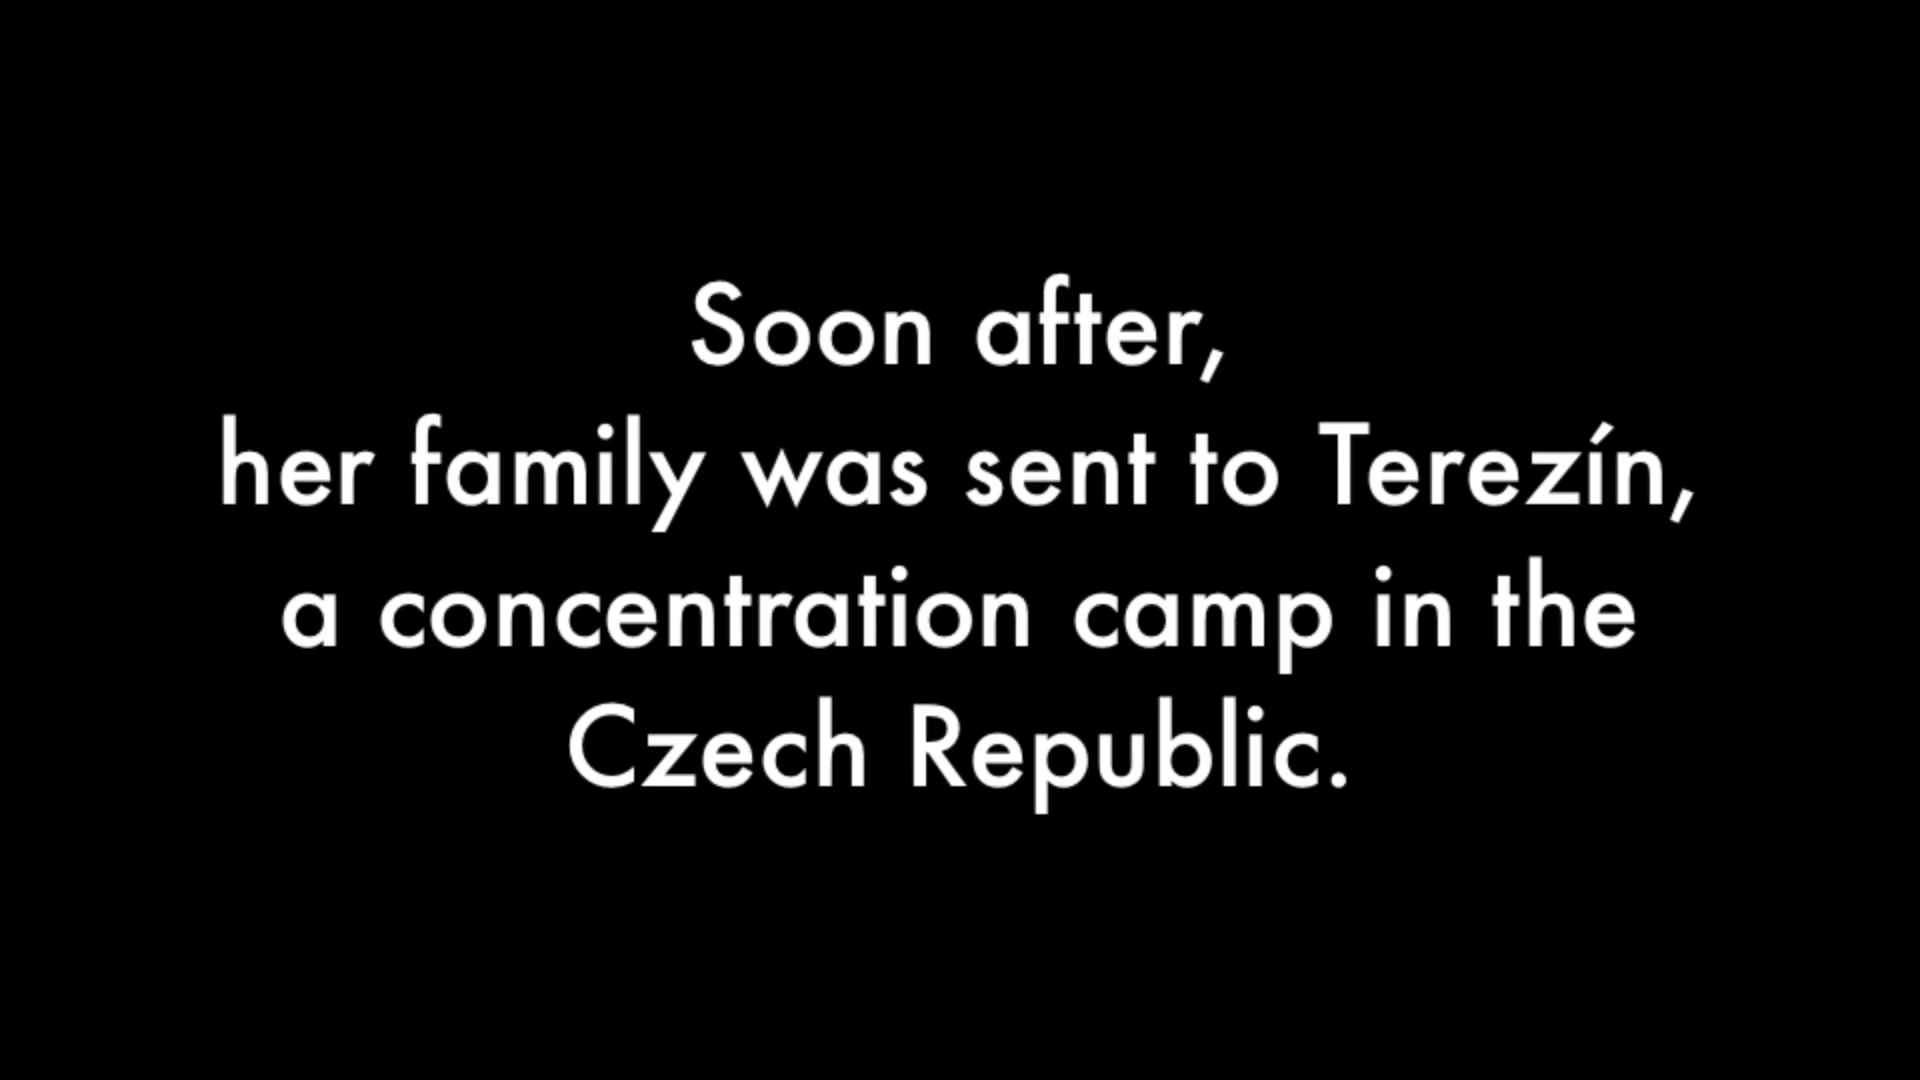 Soon after,
her family was sent to Terezín,
a concentration camp in the
Czech Republic.